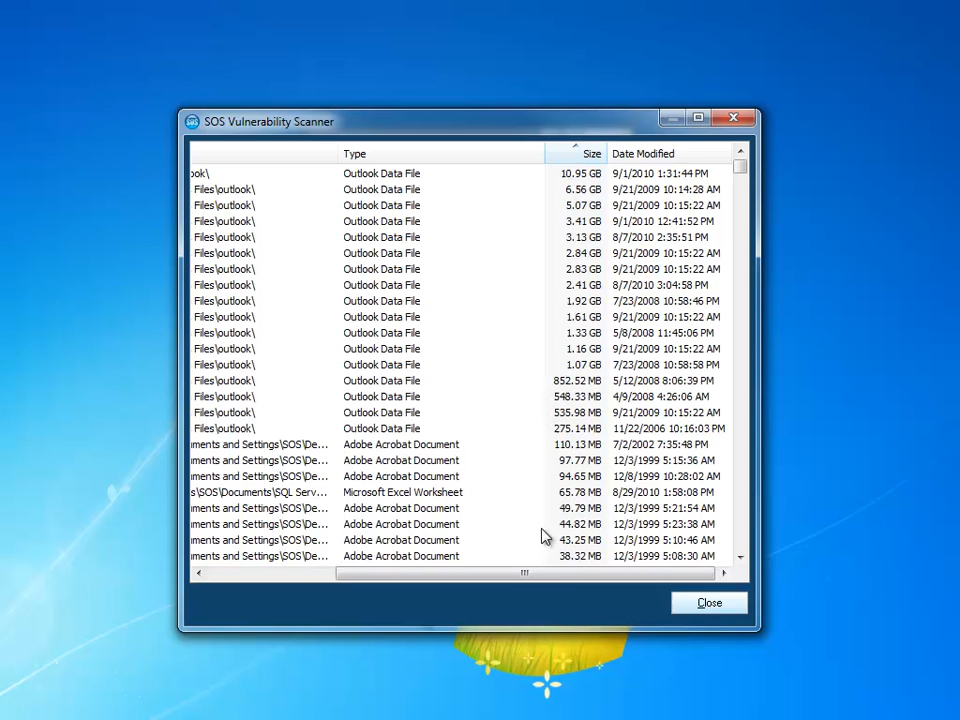 SOS Vulnerability Scanner
Type Size Date Modified
ook\ Outlook Data File 10.95 GB 9/1/2010 1:31:44 PM
Files\outlook\ Outlook Data File 6.56 GB 9/21/2009 10:14:28 AM
Files\outlook\ Outlook Data File 5.07 GB 9/21/2009 10:15:22 AM
Files\outlook\ Outlook Data File 3.41 GB 9/1/2010 12:41:52 PM
Files\outlook\ Outlook Data File 3.13 GB 8/7/2010 2:35:51 PM
Files\outlook\ Outlook Data File 2.84 GB 9/21/2009 10:15:22 AM
Files\outlook\ Outlook Data File 2.83 GB 9/21/2009 10:15:22 AM
Files\outlook\ Outlook Data File 2.41 GB 8/7/2010 3:04:58 PM
Files\outlook\ Outlook Data File 1.92 GB 7/23/2008 10:58:46 PM
Files\outlook\ Outlook Data File 1.61 GB 9/21/2009 10:15:22 AM
Files\outlook\ Outlook Data File 1.33 GB 5/8/2008 11:45:06 PM
Files\outlook\ Outlook Data File 1.16 GB 9/21/2009 10:15:22 AM
Files\outlook\ Outlook Data File 1.07 GB 7/23/2008 10:58:58 PM
Files\outlook\ Outlook Data File 852.52 MB 5/12/2008 8:06:39 PM
Files\outlook\ Outlook Data File 548.33 MB 4/9/2008 4:26:06 AM
Files\outlook\ Outlook Data File 535.98 MB 9/21/2009 10:15:22 AM
Files\outlook\ Outlook Data File 275.14 MB 11/22/2006 10:16:03 PM
uments and Settings\SOS\De... Adobe Acrobat Document 110.13 MB 7/2/2002 7:35:48 PM
uments and Settings\SOS\De... Adobe Acrobat Document 97.77 MB 12/3/1999 5:15:36 AM
uments and Settings\SOS\De... Adobe Acrobat Document 94.65 MB 12/8/1999 10:28:02 AM
s\SOS\Documents\SQL Serv... Microsoft Excel Worksheet 65.78 MB 8/29/2010 1:58:08 PM
uments and Settings\SOS\De... Adobe Acrobat Document 49.79 MB 12/3/1999 5:21:54 AM
uments and Settings\SOS\De... Adobe Acrobat Document 44.82 MB 12/3/1999 5:23:38 AM
uments and Settings\SOS\De... Adobe Acrobat Document 43.25 MB 12/3/1999 5:10:46 AM
uments and Settings\SOS\De... Adobe Acrobat Document 38.32 MB 12/3/1999 5:08:30 AM
Close